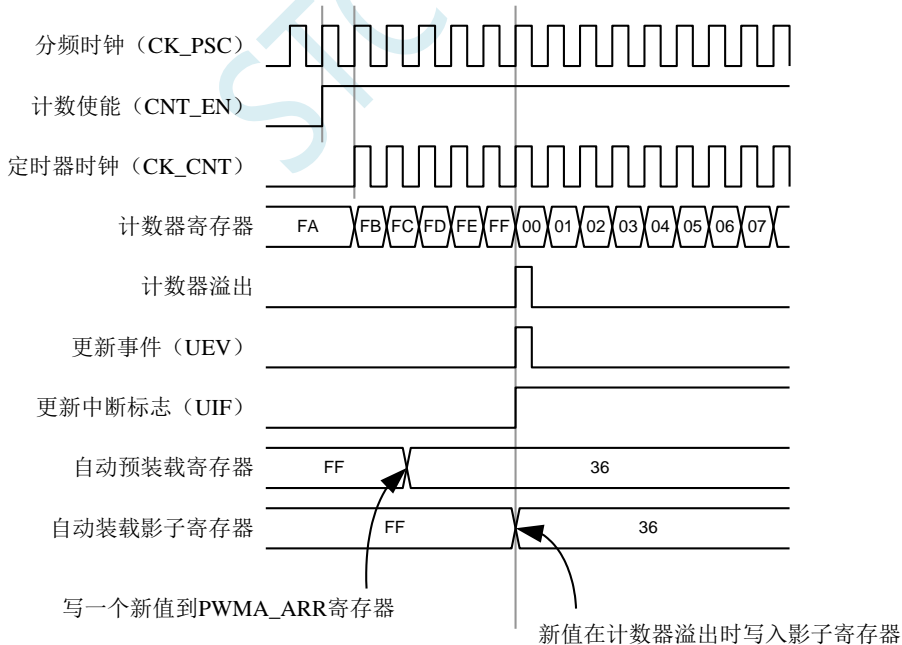 STC
分频时钟（CK_PSC）
计数使能（CNT_EN）
定时器时钟（CK_CNT）
计数器寄存器 FA FB FC FD FE FF 00 01 02 03 04 05 06 07
计数器溢出
更新事件（UEV）
更新中断标志（UIF）
自动预装载寄存器 FF 36
自动装载影子寄存器 FF 36
写一个新值到PWMA_ARR寄存器
新值在计数器溢出时写入影子寄存器